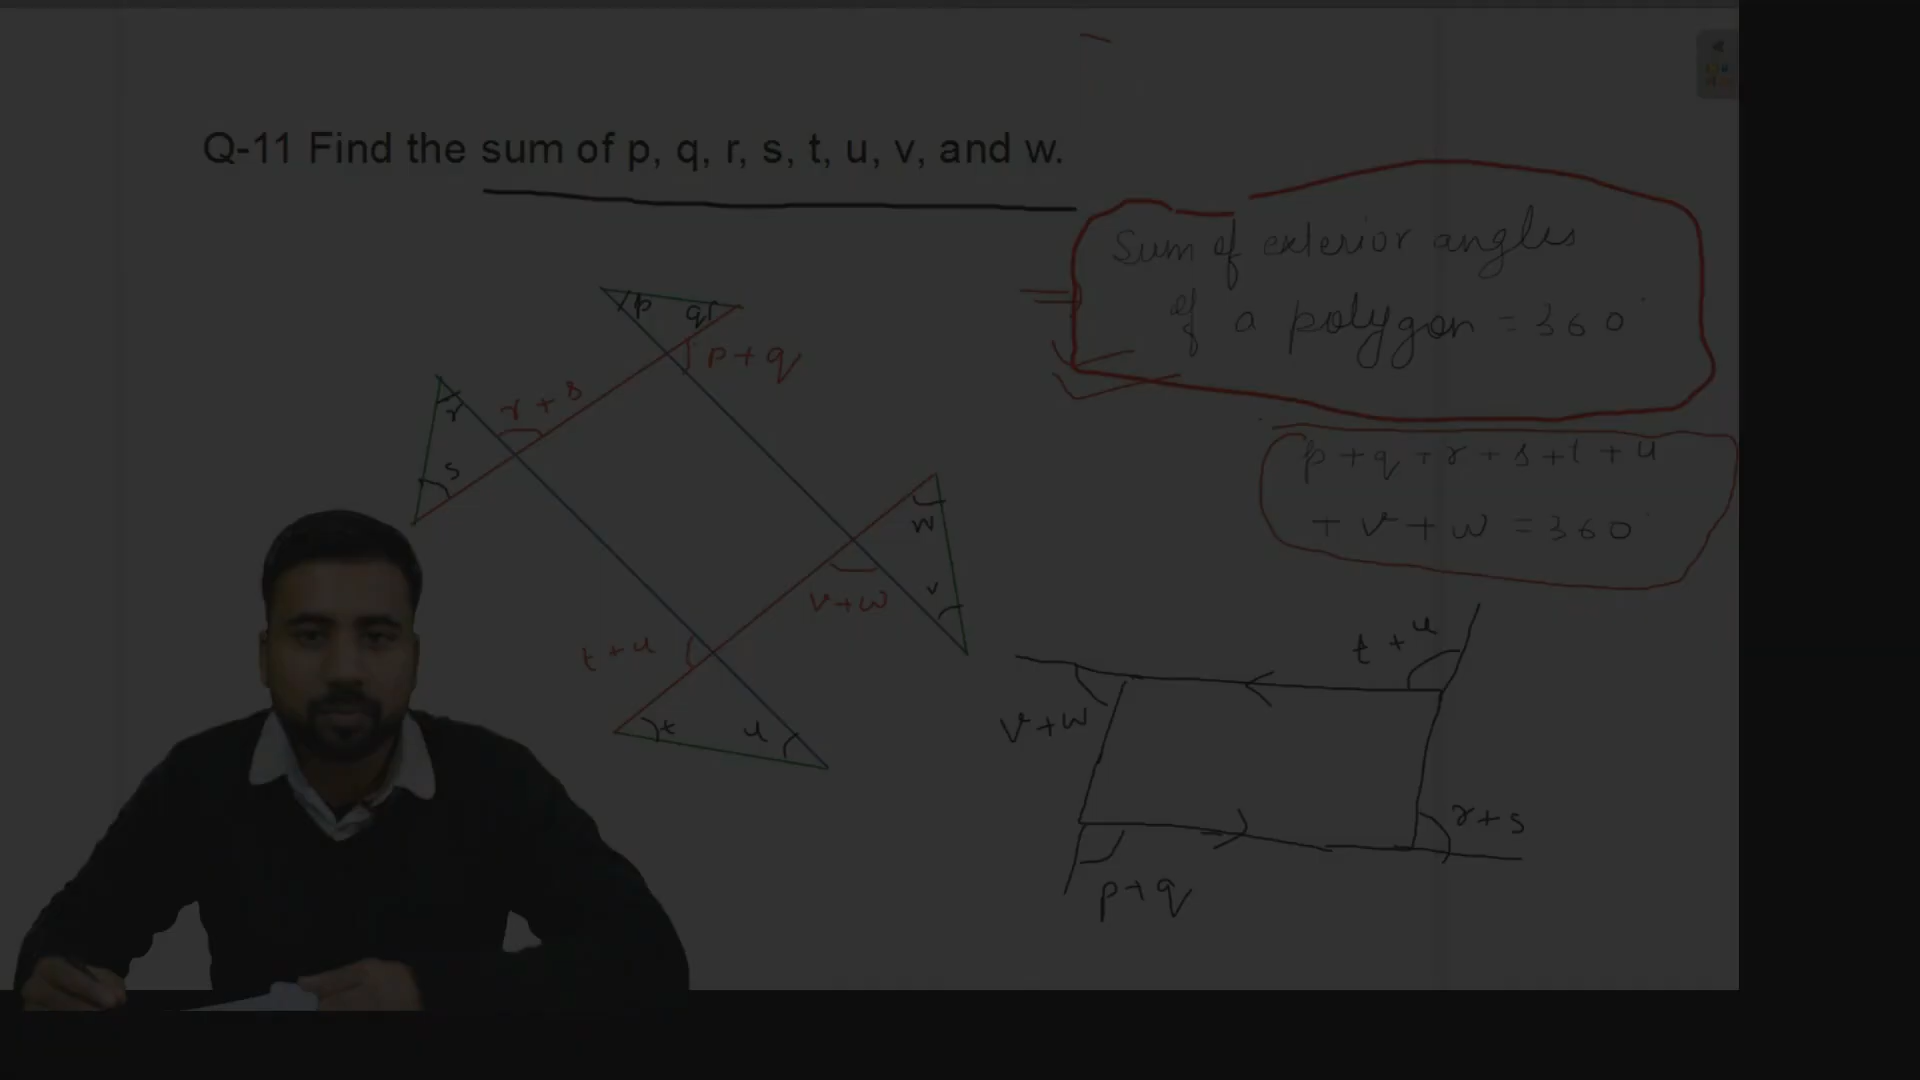 Q-11 Find the sum of p, q, r, s, t, u, v, and w.
Sum of exterior angles
of a polygon = 360°
p q
p + q
r + s
r
s
p + q + r + s + t + u
+ v + w = 360°
w
v
v + w
t + u
t u
t + u
v + w
r + s
p + q